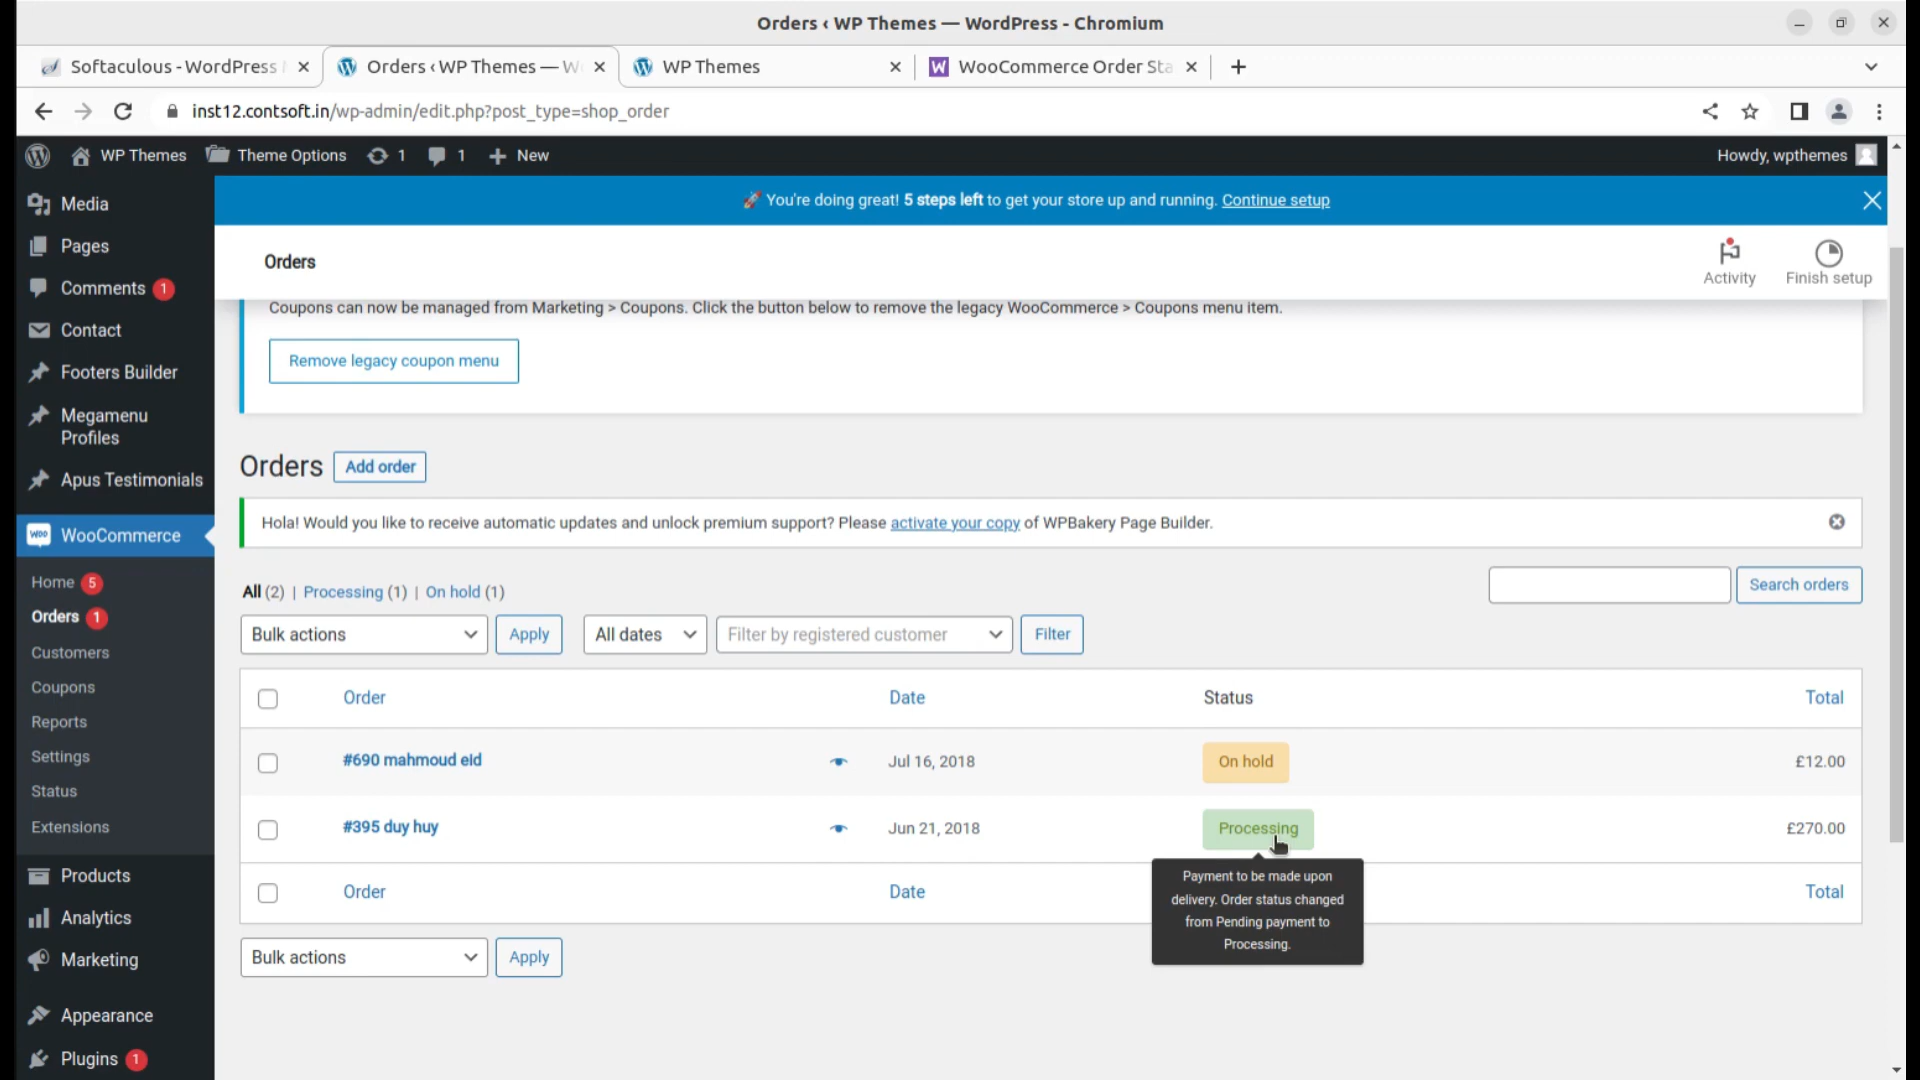 Orders ‹ WP Themes — WordPress - Chromium
Softaculous - WordPress
Orders ‹ WP Themes — W
WP Themes
WooCommerce Order Sta
inst12.contsoft.in/wp-admin/edit.php?post_type=shop_order
WP Themes
Theme Options
1
1
New
Howdy, wpthemes
Media
Pages
Comments 1
Contact
Footers Builder
Megamenu
Profiles
Apus Testimonials
WooCommerce
Home 5
Orders 1
Customers
Coupons
Reports
Settings
Status
Extensions
Products
Analytics
Marketing
Appearance
Plugins 1
🚀 You're doing great! 5 steps left to get your store up and running. Continue setup
Orders
Activity
Finish setup
Coupons can now be managed from Marketing > Coupons. Click the button below to remove the legacy WooCommerce > Coupons menu item.
Remove legacy coupon menu
Orders
Add order
Hola! Would you like to receive automatic updates and unlock premium support? Please activate your copy of WPBakery Page Builder.
All (2) | Processing (1) | On hold (1)
Search orders
Bulk actions
Apply
All dates
Filter by registered customer
Filter
Order
Date
Status
Total
#690 mahmoud eid
Jul 16, 2018
On hold
£12.00
#395 duy huy
Jun 21, 2018
Processing
£270.00
Order
Date
Total
Payment to be made upon
delivery. Order status changed
from Pending payment to
Processing.
Bulk actions
Apply